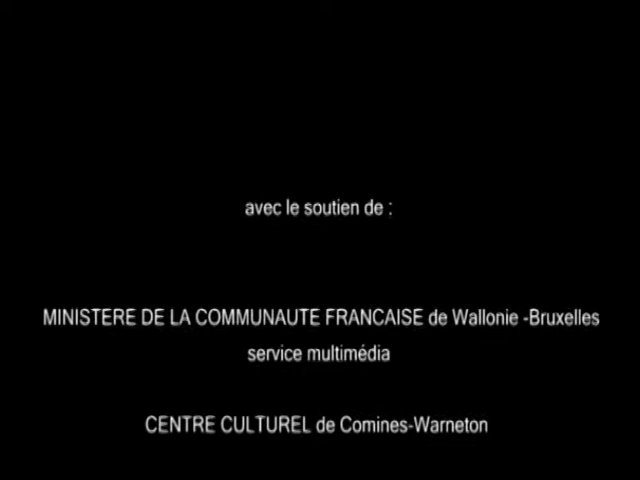 avec le soutien de :
MINISTERE DE LA COMMUNAUTE FRANCAISE de Wallonie -Bruxelles
service multimédia
CENTRE CULTUREL de Comines-Warneton